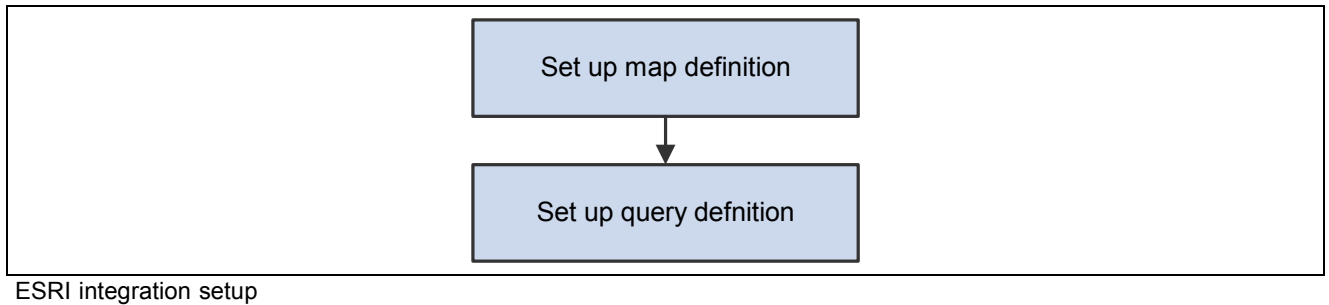 Set up map definition
Set up query defnition
ESRI integration setup